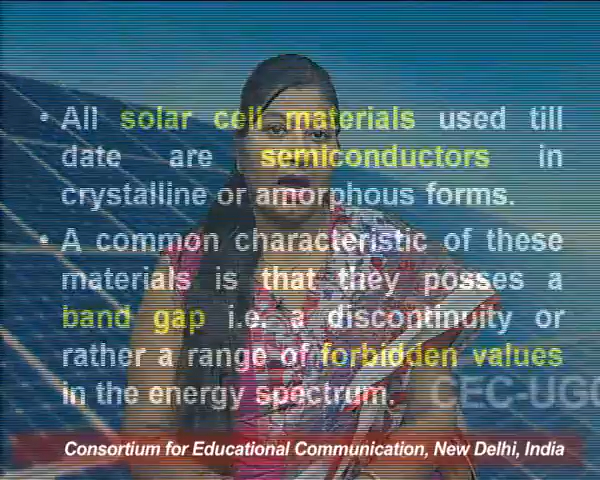 • All solar cell materials used till
date are semiconductors in
crystalline or amorphous forms.
• A common characteristic of these
materials is that they posses a
band gap i.e. a discontinuity or
rather a range of forbidden values
in the energy spectrum.
CEC-UGC
Consortium for Educational Communication, New Delhi, India